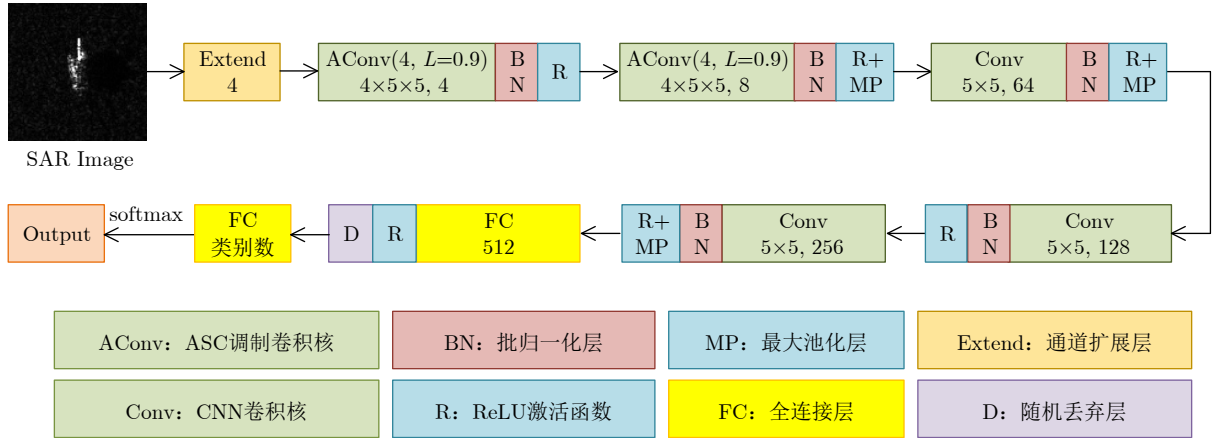 SAR Image
Extend
4
AConv(4, L=0.9)
4×5×5, 4
B
N
R
AConv(4, L=0.9)
4×5×5, 8
B
N
R+
MP
Conv
5×5, 64
B
N
R+
MP
Conv
5×5, 128
B
N
R
Conv
5×5, 256
B
N
R+
MP
FC
512
R
D
FC
类别数
softmax
Output
AConv：ASC调制卷积核
BN：批归一化层
MP：最大池化层
Extend：通道扩展层
Conv：CNN卷积核
R：ReLU激活函数
FC：全连接层
D：随机丢弃层